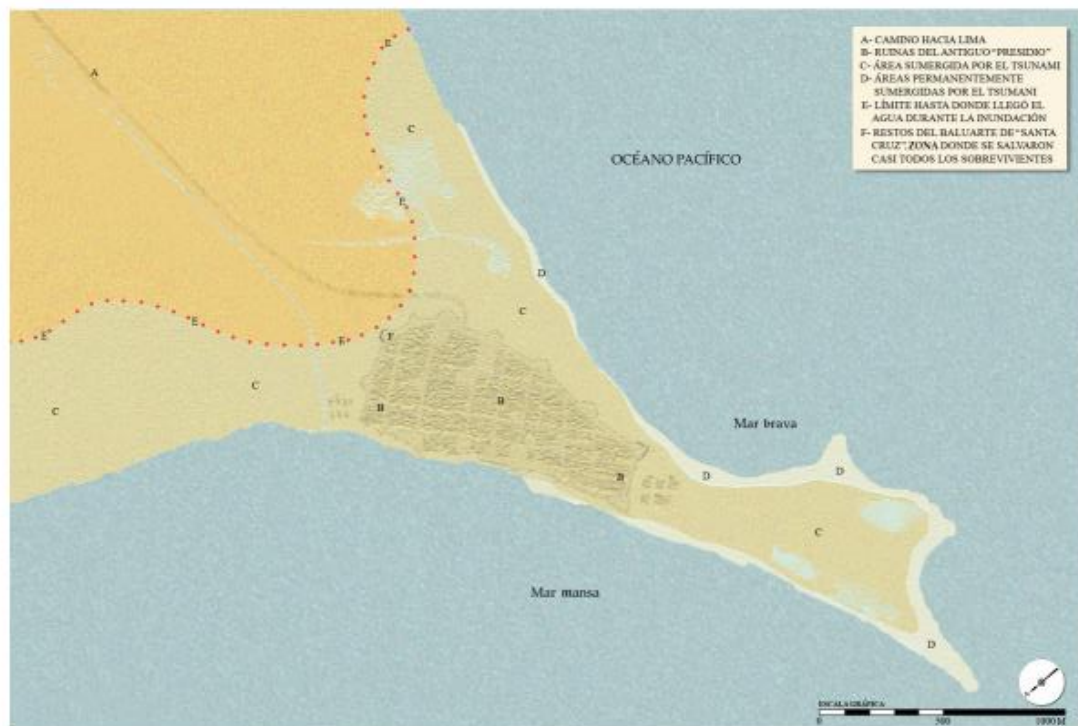 A- CAMINO HACIA LIMA
B- RUINAS DEL ANTIGUO "PRESIDIO"
C- ÁREA SUMERGIDA POR EL TSUNAMI
D- ÁREAS PERMANENTEMENTE
SUMERGIDAS POR EL TSUMANI
E- LÍMITE HASTA DONDE LLEGÓ EL
AGUA DURANTE LA INUNDACIÓN
F- RESTOS DEL BALUARTE DE "SANTA
CRUZ", ZONA DONDE SE SALVARON
CASI TODOS LOS SOBREVIVIENTES
E
A
C
OCÉANO PACÍFICO
E
D
C
E
E
E
F
C
C
B
B
Mar brava
B
D
D
C
Mar mansa
D
ESCALA GRÁFICA
0 500 1000 M